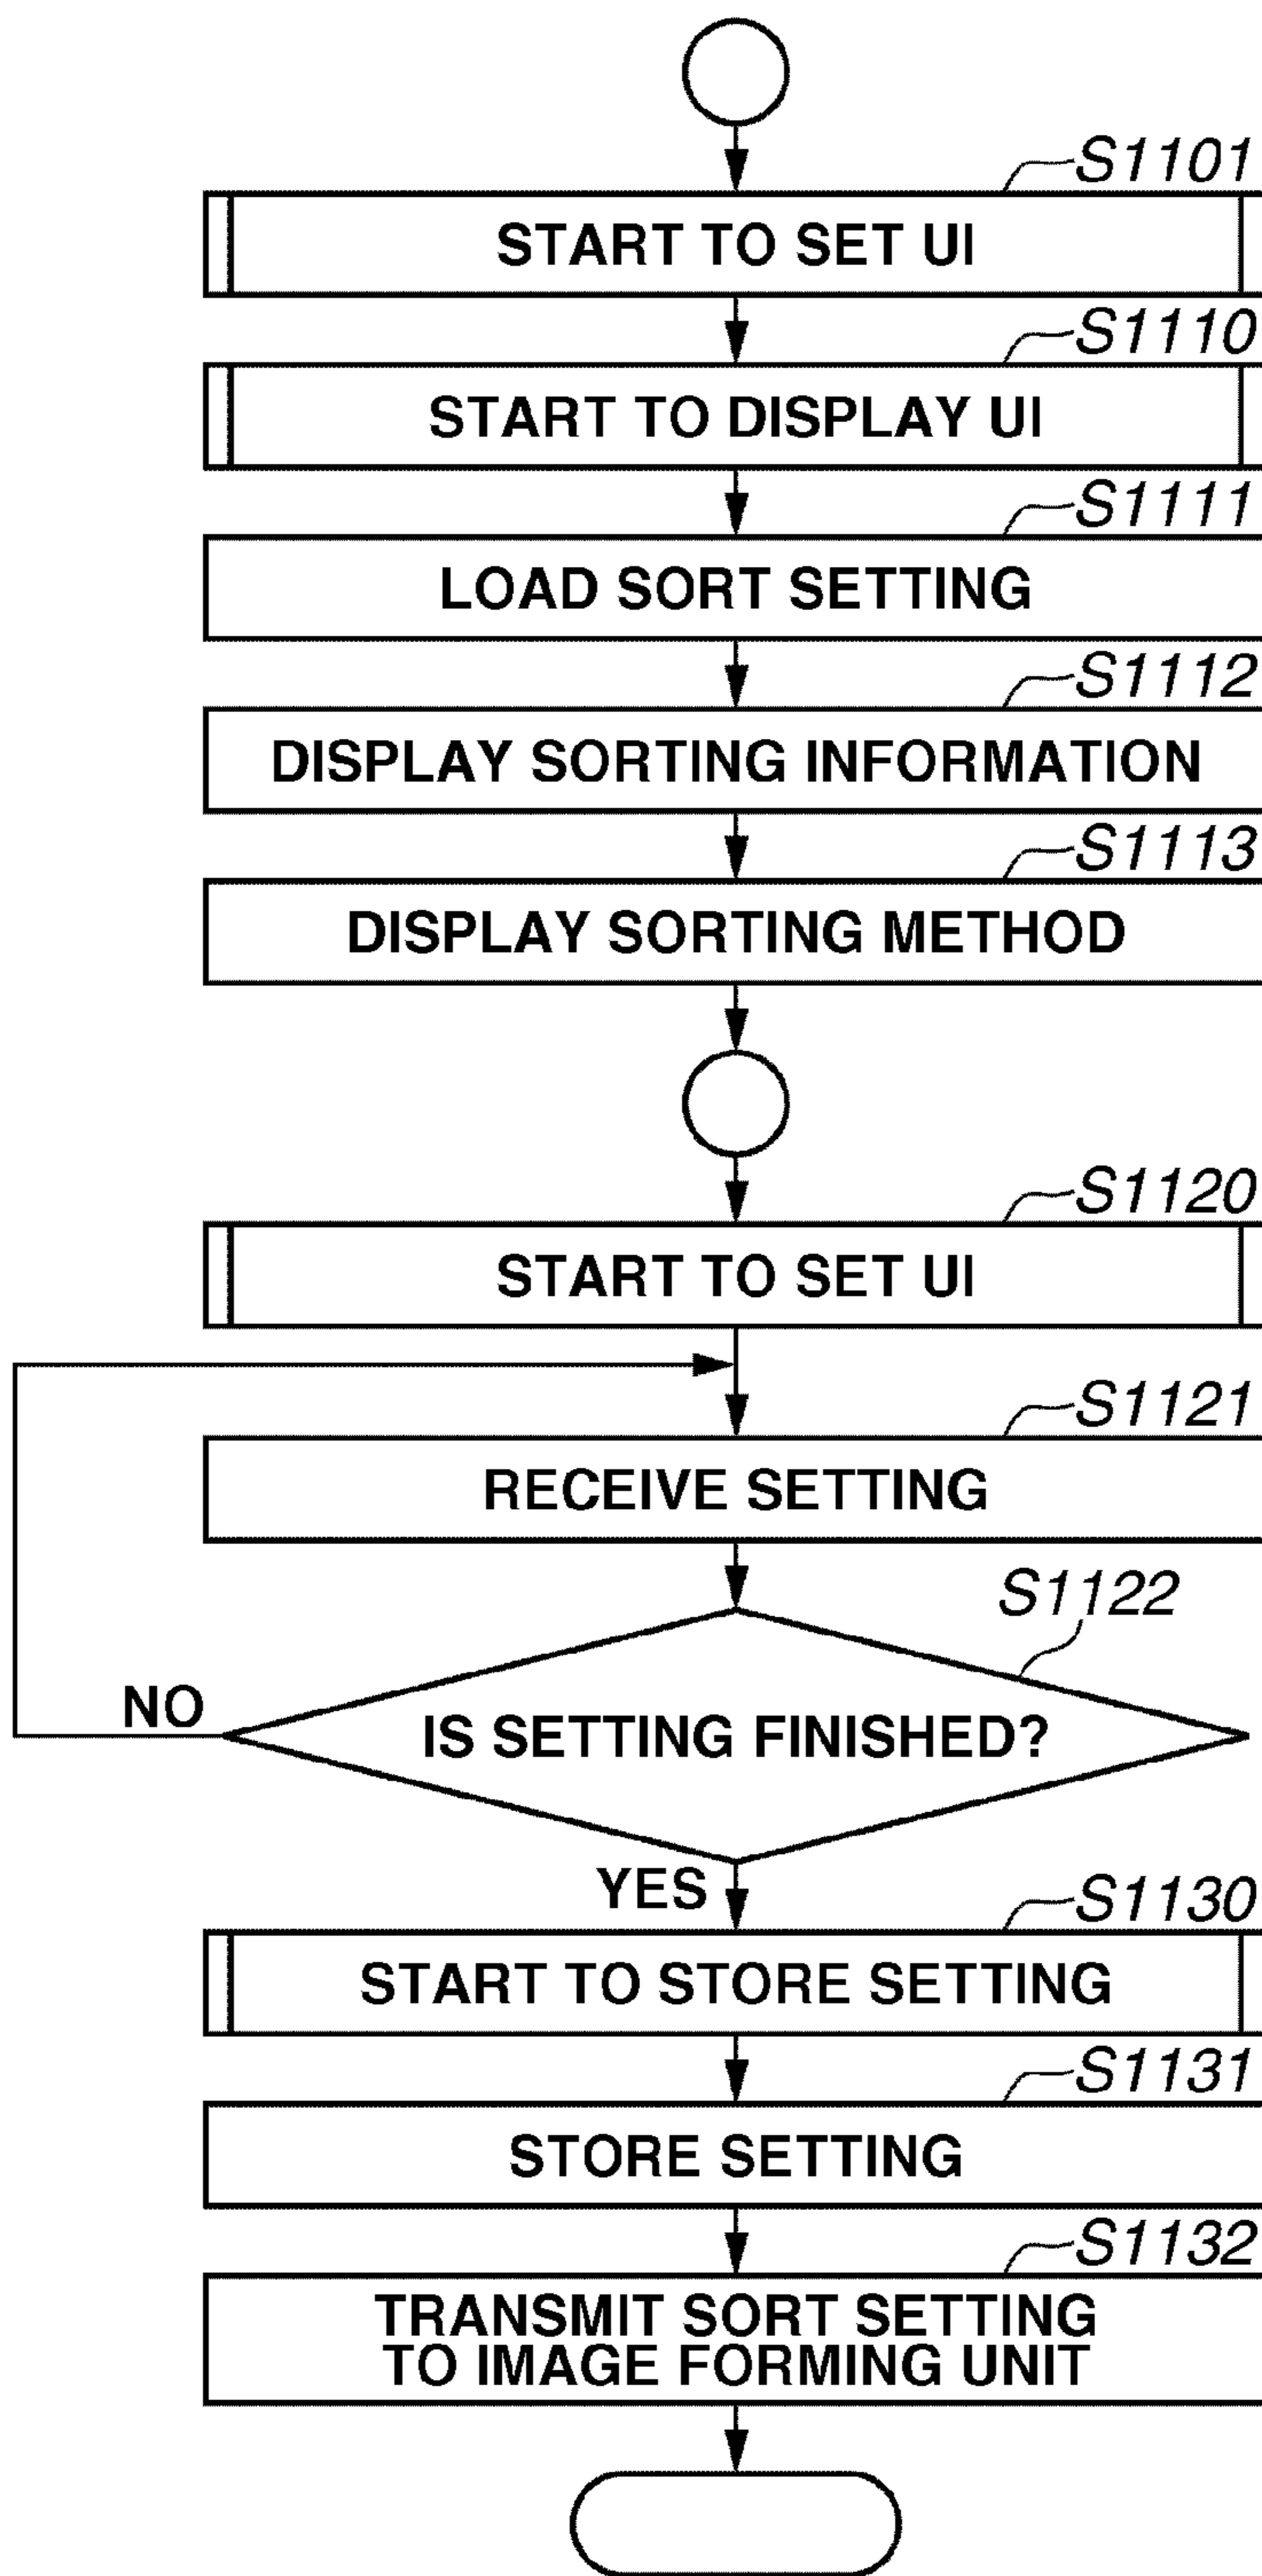 S1101
START TO SET UI
S1110
START TO DISPLAY UI
S1111
LOAD SORT SETTING
S1112
DISPLAY SORTING INFORMATION
S1113
DISPLAY SORTING METHOD
S1120
START TO SET UI
S1121
RECEIVE SETTING
S1122
NO
IS SETTING FINISHED?
YES
S1130
START TO STORE SETTING
S1131
STORE SETTING
S1132
TRANSMIT SORT SETTING
TO IMAGE FORMING UNIT